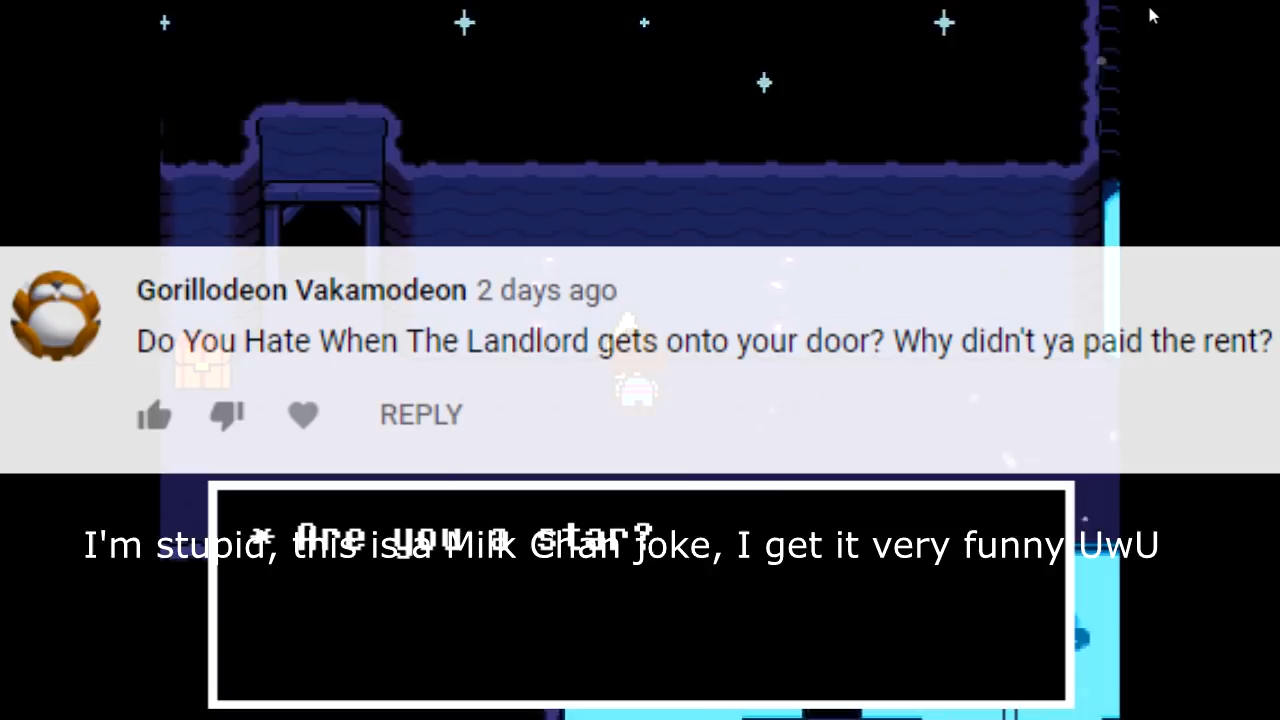 Gorillodeon Vakamodeon 2 days ago
Do You Hate When The Landlord gets onto your door? Why didn't ya paid the rent?
REPLY
* Are you a star?
I'm stupid, this is a Milk Chan joke, I get it very funny UwU